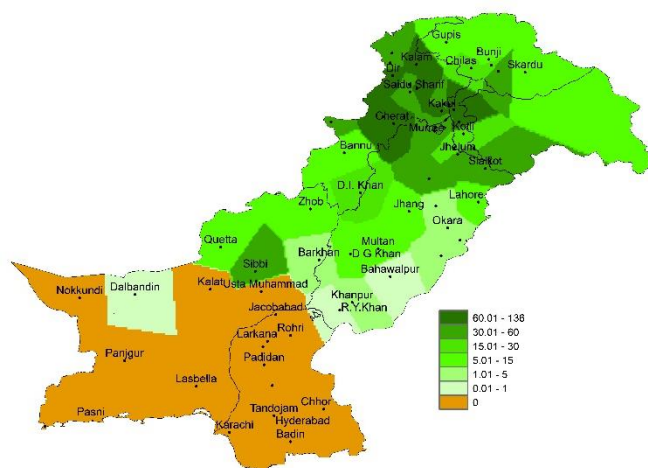 Gupis
Kalam
Bunji
Chilas
Dir
Skardu
Saidu Sharif
Kakul
Cherat
Murree
Kotli
Bannu
Jhelum
Sialkot
D.I. Khan
Zhob
Lahore
Jhang
Okara
Quetta
Multan
Barkhan
D G Khan
Sibbi
Bahawalpur
Kalat
Usta Muhammad
Dalbandin
Nokkundi
Khanpur
R.Y.Khan
Jacobabad
Rohri
Larkana
Padidan
Panjgur
Lasbella
Chhor
Pasni
Tandojam
Hyderabad
Karachi
Badin
60.01 - 136
30.01 - 60
15.01 - 30
5.01 - 15
1.01 - 5
0.01 - 1
0